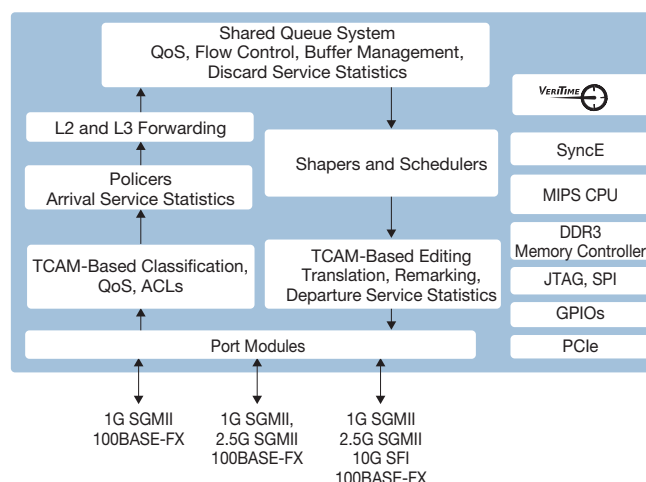 Shared Queue System
QoS, Flow Control, Buffer Management,
Discard Service Statistics
L2 and L3 Forwarding
Policers
Arrival Service Statistics
TCAM-Based Classification,
QoS, ACLs
Shapers and Schedulers
TCAM-Based Editing
Translation, Remarking,
Departure Service Statistics
Port Modules
1G SGMII
100BASE-FX
1G SGMII,
2.5G SGMII
100BASE-FX
1G SGMII
2.5G SGMII
10G SFI
100BASE-FX
VERITIME
SyncE
MIPS CPU
DDR3
Memory Controller
JTAG, SPI
GPIOs
PCIe